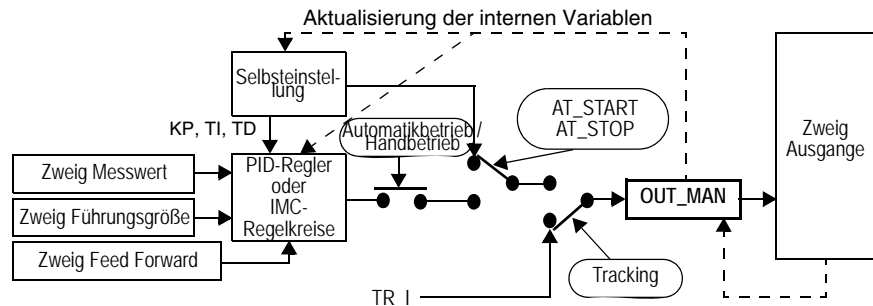 Aktualisierung der internen Variablen
Selbsteinstel-
lung
AT_START
AT_STOP
Zweig
Ausgange
KP, TI, TD
Automatikbetrieb /
Handbetrieb
Zweig Messwert
PID-Regler
oder
IMC-
Regelkreise
OUT_MAN
Zweig Führungsgröße
Zweig Feed Forward
Tracking
TR_I